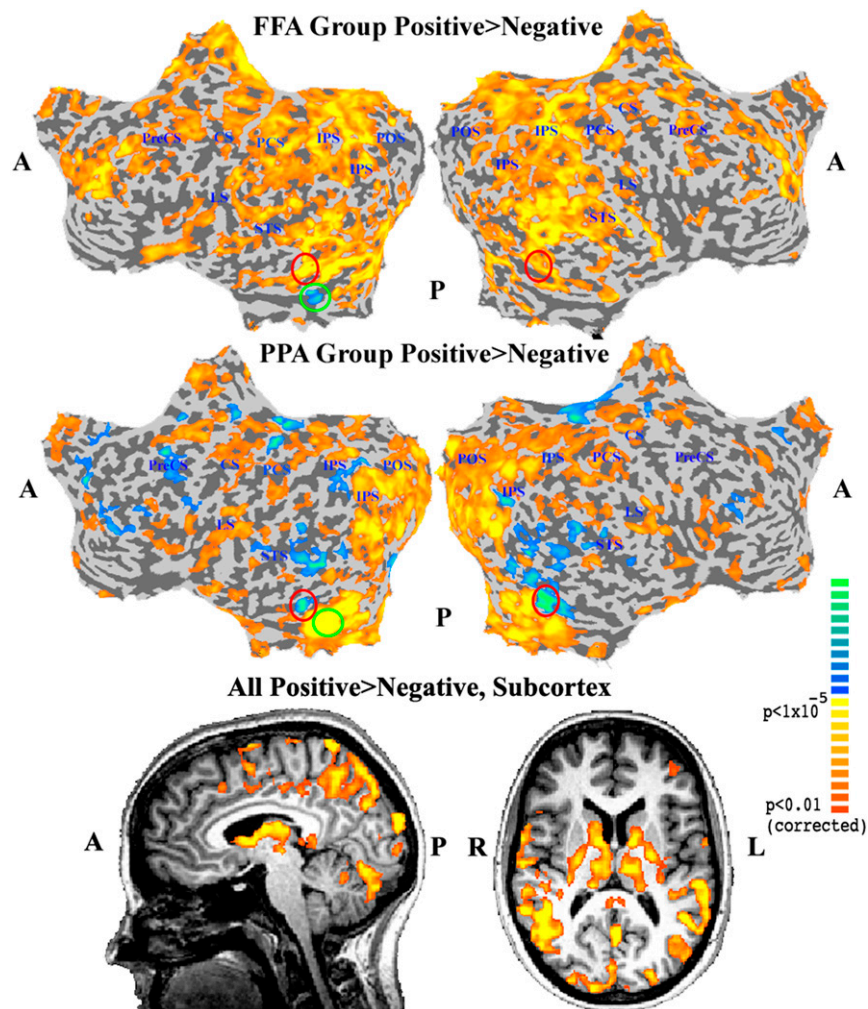 FFA Group Positive>Negative
PreCS CS PCS IPS POS
POS IPS PCS CS PreCS
A
IPS
IPS
A
LS
STS
LS
STS
P
PPA Group Positive>Negative
PreCS CS PCS IPS POS
POS IPS PCS CS PreCS
A
IPS
IPS
A
LS
STS
LS
STS
P
All Positive>Negative, Subcortex
p<1x10-5
p<0.01
(corrected)
A
P
R
L